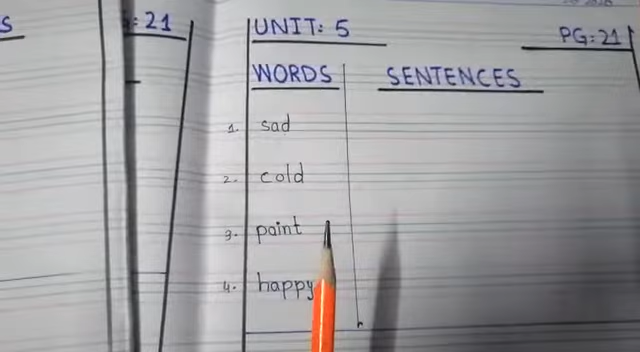 S
: 21
UNIT: 5
PG:21
WORDS
SENTENCES
1. sad
2. cold
3. paint
4. happy